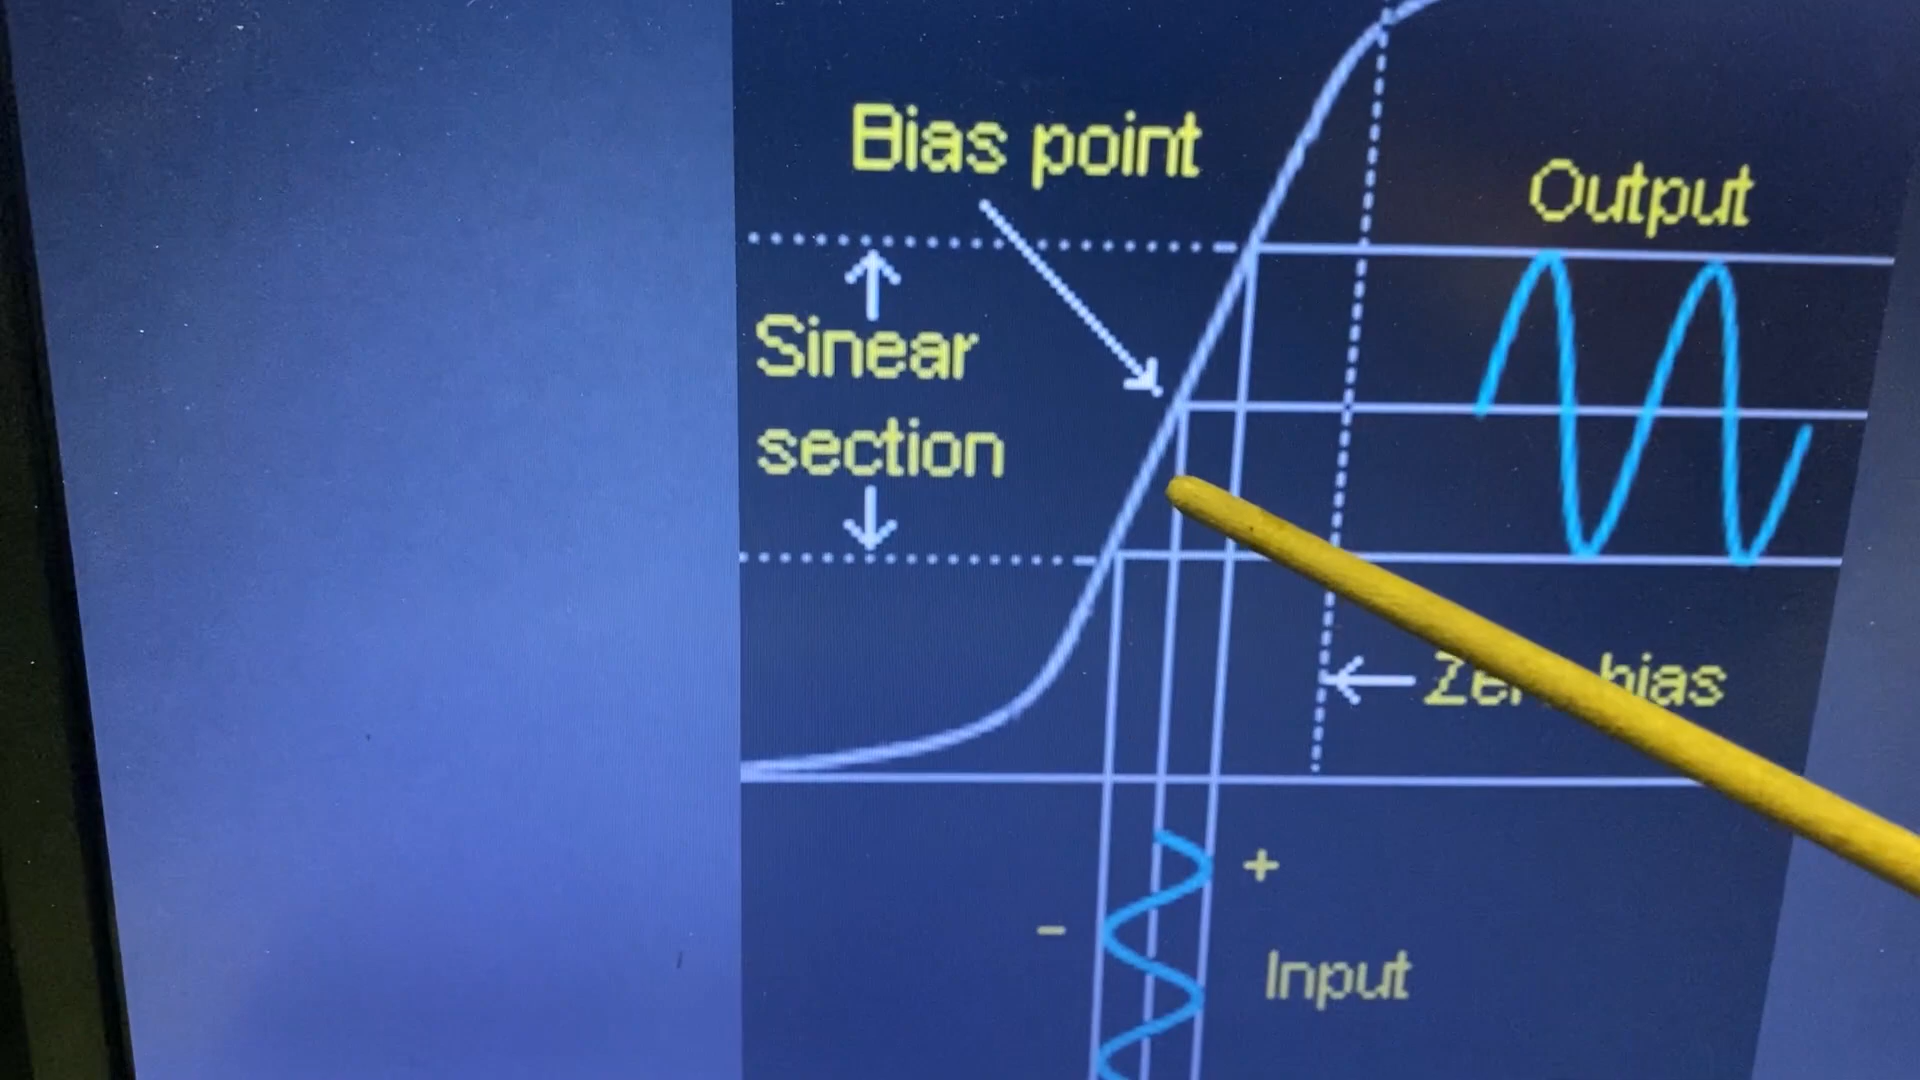 Bias point
Output
Sinear
section
bias
+
-
Input